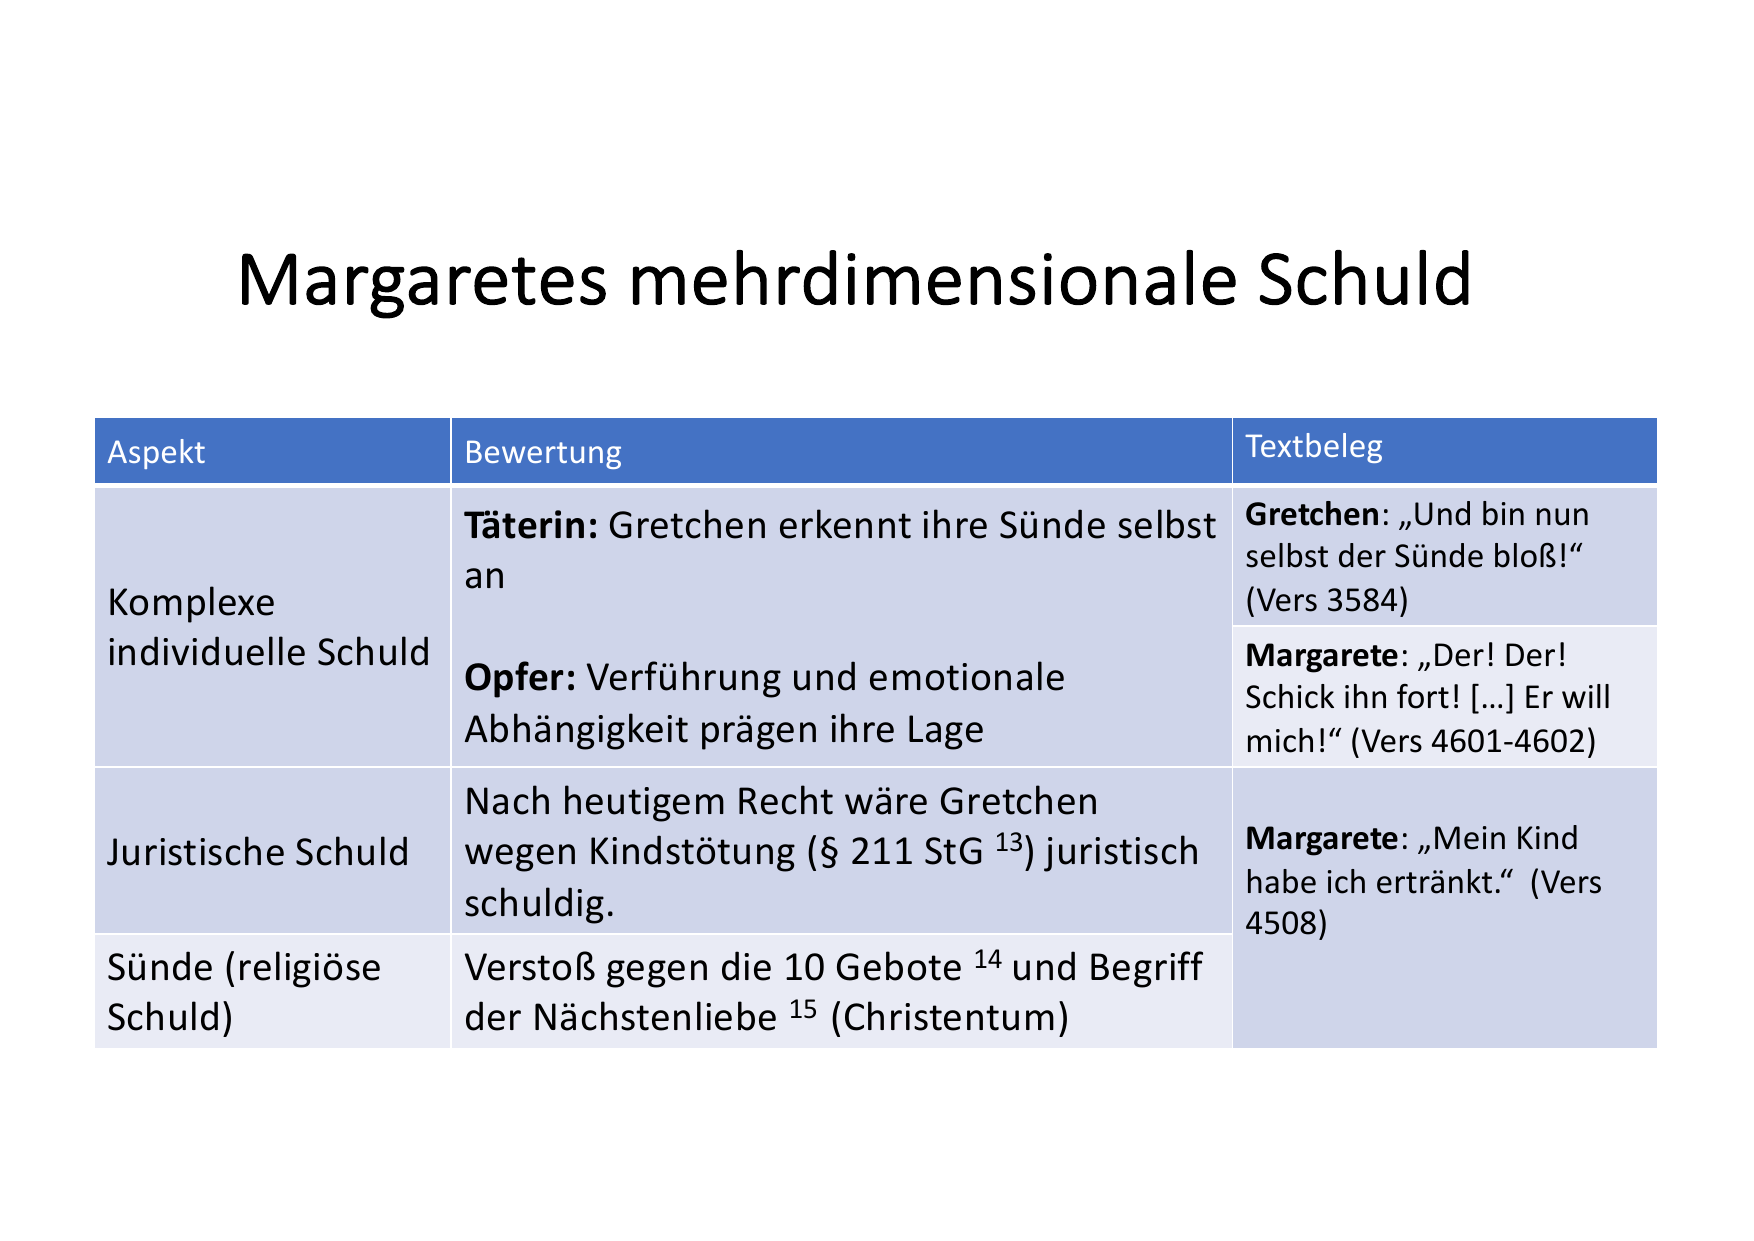 Margaretes mehrdimensionale Schuld
Aspekt
Bewertung
Textbeleg
Komplexe
individuelle Schuld
Täterin: Gretchen erkennt ihre Sünde selbst
an
Opfer: Verführung und emotionale
Abhängigkeit prägen ihre Lage
Gretchen: „Und bin nun
selbst der Sünde bloß!“
(Vers 3584)
Margarete: „Der! Der!
Schick ihn fort! […] Er will
mich!“ (Vers 4601-4602)
Juristische Schuld
Nach heutigem Recht wäre Gretchen
wegen Kindstötung (§ 211 StG 13) juristisch
schuldig.
Margarete: „Mein Kind
habe ich ertränkt.“ (Vers
4508)
Sünde (religiöse
Schuld)
Verstoß gegen die 10 Gebote 14 und Begriff
der Nächstenliebe 15 (Christentum)